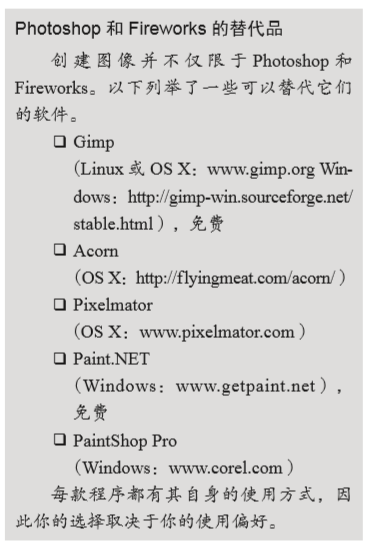 Photoshop 和 Fireworks 的替代品
创建图像并不仅限于 Photoshop 和
Fireworks。以下列举了一些可以替代它们
的软件。
❑ Gimp
(Linux 或 OS X：www.gimp.org Win-
dows：http://gimp-win.sourceforge.net/
stable.html），免费
❑ Acorn
(OS X：http://flyingmeat.com/acorn/）
❑ Pixelmator
(OS X：www.pixelmator.com）
❑ Paint.NET
（Windows：www.getpaint.net），
免费
❑ PaintShop Pro
（Windows：www.corel.com）
每款程序都有其自身的使用方式，因
此你的选择取决于你的使用偏好。